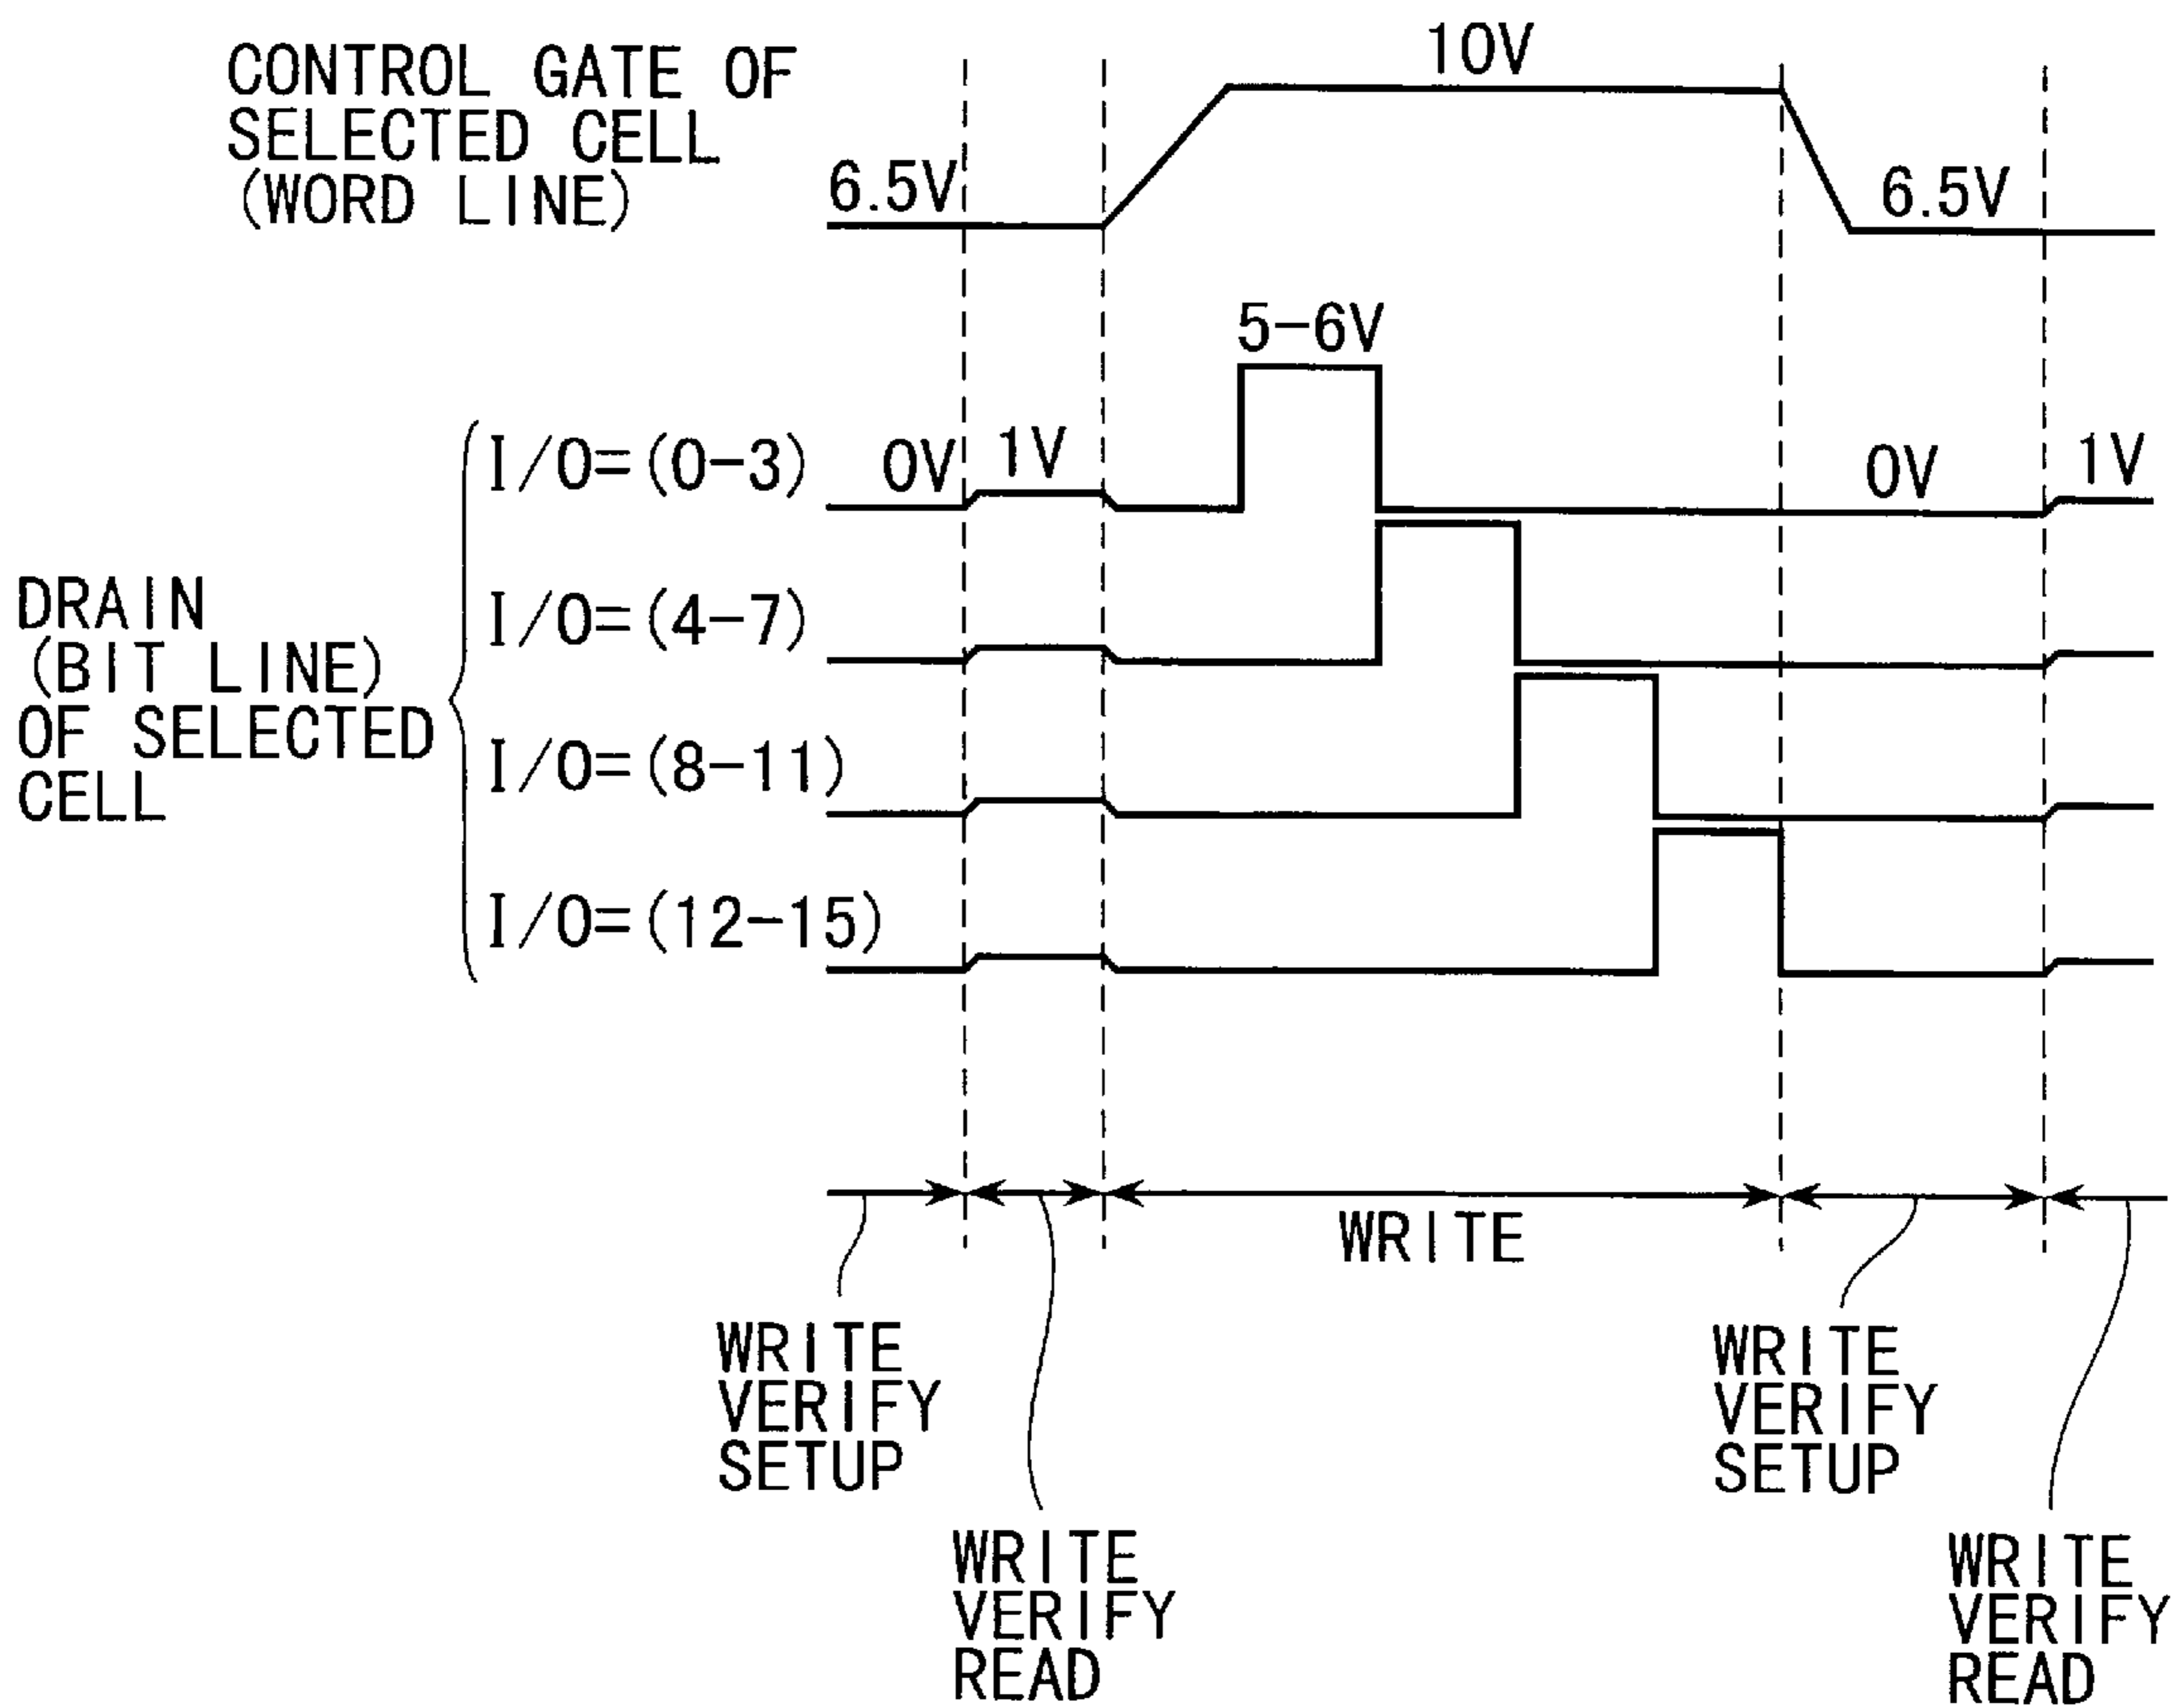 CONTROL GATE OF
SELECTED CELL
(WORD LINE)
10V
6.5V
6.5V
5-6V
I/O=(0-3)
0V
1V
0V
1V
DRAIN
(BIT LINE)
OF SELECTED
CELL
I/O=(4-7)
I/O=(8-11)
I/O=(12-15)
WRITE
WRITE
VERIFY
SETUP
WRITE
VERIFY
READ
WRITE
VERIFY
SETUP
WRITE
VERIFY
READ